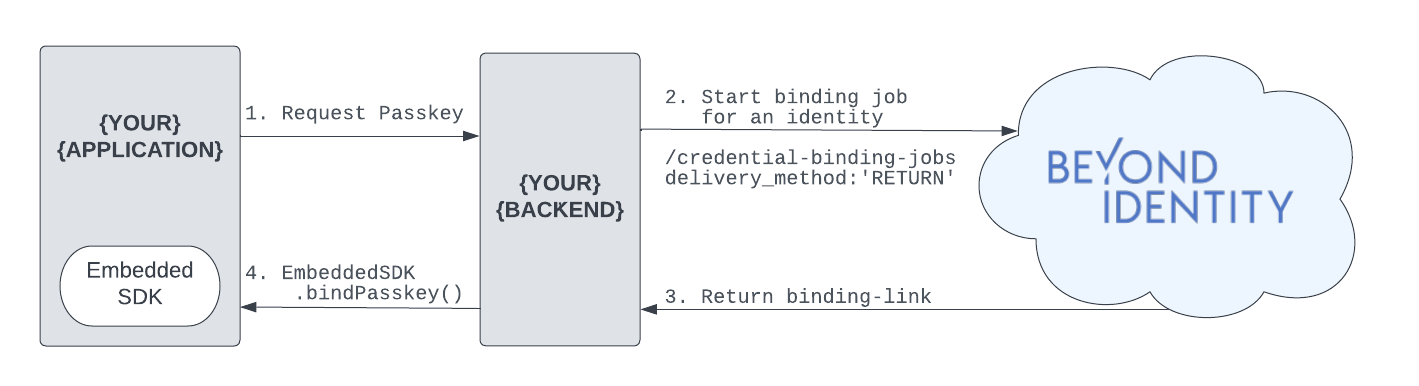 {YOUR}
{APPLICATION}
Embedded
SDK
1. Request Passkey
4. EmbeddedSDK
.bindPasskey()
{YOUR}
{BACKEND}
2. Start binding job
for an identity
/credential-binding-jobs
delivery_method:'RETURN'
3. Return binding-link
BEYOND
IDENTITY